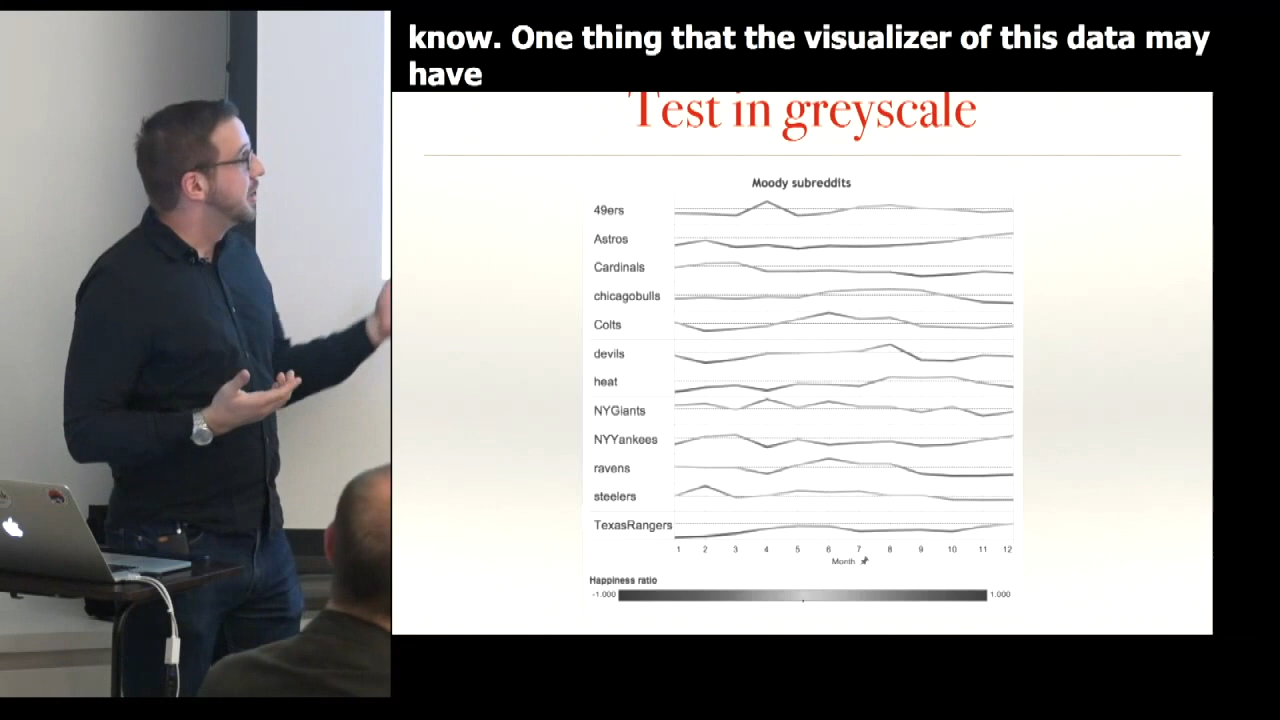 know. One thing that the visualizer of this data may
have
Test in greyscale
Moody subreddits
49ers
Astros
Cardinals
chicagobulls
Colts
devils
heat
NYGiants
NYYankees
ravens
steelers
TexasRangers
1 2 3 4 5 6 7 8 9 10 11 12
Month
Happiness ratio
-1.000 1.000